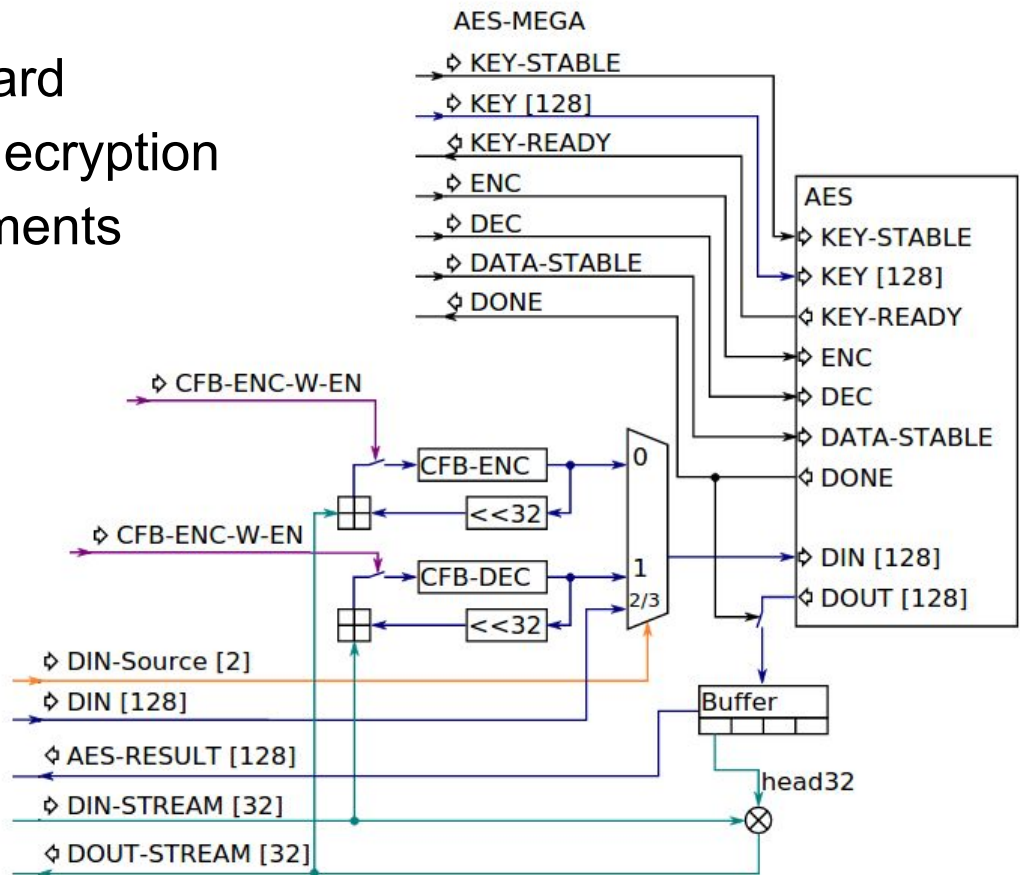 AES-MEGA
ard
ecryption
ments
KEY-STABLE
KEY [128]
KEY-READY
ENC
DEC
DATA-STABLE
DONE
AES
KEY-STABLE
KEY [128]
KEY-READY
ENC
DEC
DATA-STABLE
DONE
DIN [128]
DOUT [128]
CFB-ENC-W-EN
CFB-ENC
0
<<32
CFB-ENC-W-EN
CFB-DEC
1
2/3
<<32
DIN-Source [2]
DIN [128]
AES-RESULT [128]
DIN-STREAM [32]
DOUT-STREAM [32]
Buffer
head32